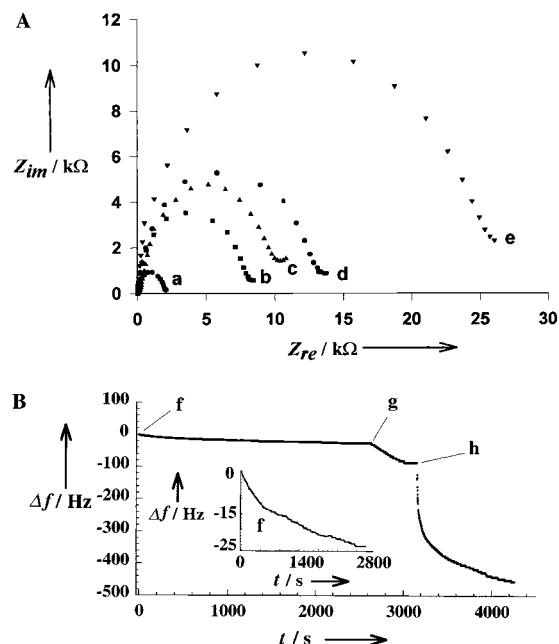 A
12
10
8
6
4
2
0
Zim / kΩ
0 5 10 15 20 25 30
Zre / kΩ
a
b
c
d
e
B
100
0
-100
-200
-300
-400
-500
Δf / Hz
f
g
h
0
-15
-25
Δf / Hz
f
0 1400 2800
t / s
0 1000 2000 3000 4000
t / s